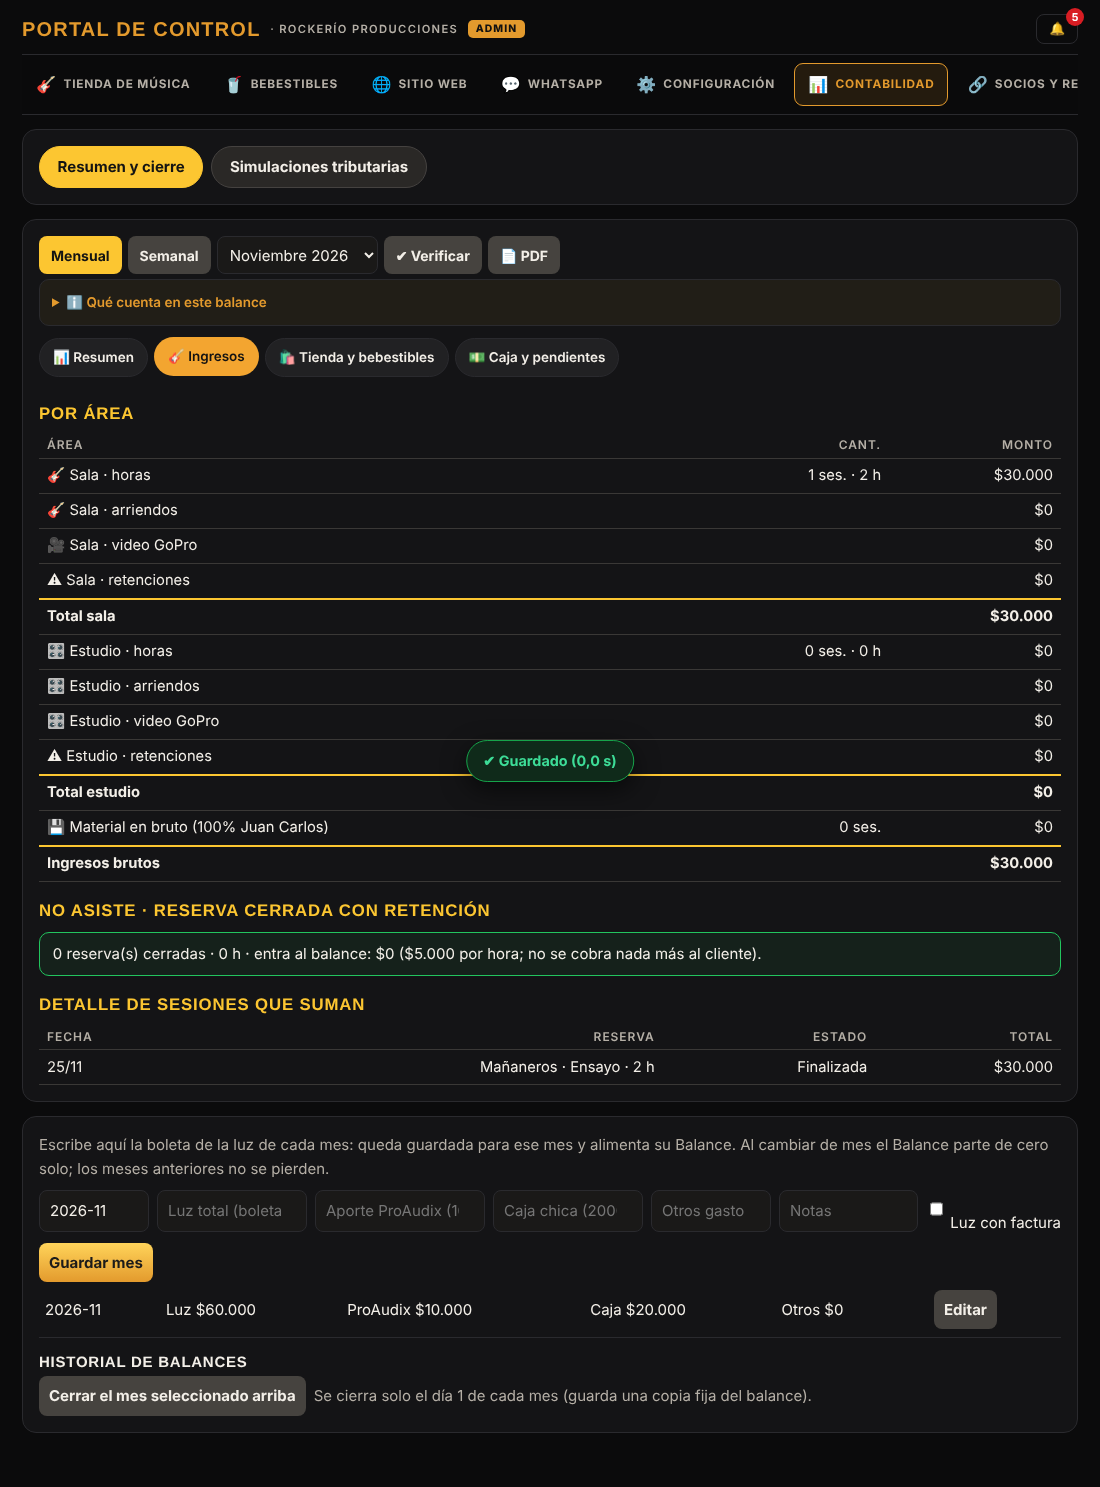 PORTAL DE CONTROL · ROCKERÍO PRODUCCIONES ADMIN
5
TIENDA DE MÚSICA BEBESTIBLES SITIO WEB WHATSAPP CONFIGURACIÓN CONTABILIDAD SOCIOS Y RE
Resumen y cierre Simulaciones tributarias
Mensual Semanal Noviembre 2026 ✔ Verificar PDF
▶ Qué cuenta en este balance
Resumen Ingresos Tienda y bebestibles Caja y pendientes
POR ÁREA
ÁREA CANT. MONTO
Sala · horas 1 ses. · 2 h $30.000
Sala · arriendos $0
Sala · video GoPro $0
Sala · retenciones $0
Total sala $30.000
Estudio · horas 0 ses. · 0 h $0
Estudio · arriendos $0
Estudio · video GoPro $0
Estudio · retenciones $0
✔ Guardado (0,0 s)
Total estudio $0
Material en bruto (100% Juan Carlos) 0 ses. $0
Ingresos brutos $30.000
NO ASISTE · RESERVA CERRADA CON RETENCIÓN
0 reserva(s) cerradas · 0 h · entra al balance: $0 ($5.000 por hora; no se cobra nada más al cliente).
DETALLE DE SESIONES QUE SUMAN
FECHA RESERVA ESTADO TOTAL
25/11 Mañaneros · Ensayo · 2 h Finalizada $30.000
Escribe aquí la boleta de la luz de cada mes: queda guardada para ese mes y alimenta su Balance. Al cambiar de mes el Balance parte de cero
solo; los meses anteriores no se pierden.
2026-11 Luz total (boleta Aporte ProAudix (1 Caja chica (200 Otros gasto Notas Luz con factura
Guardar mes
2026-11 Luz $60.000 ProAudix $10.000 Caja $20.000 Otros $0 Editar
HISTORIAL DE BALANCES
Cerrar el mes seleccionado arriba Se cierra solo el día 1 de cada mes (guarda una copia fija del balance).